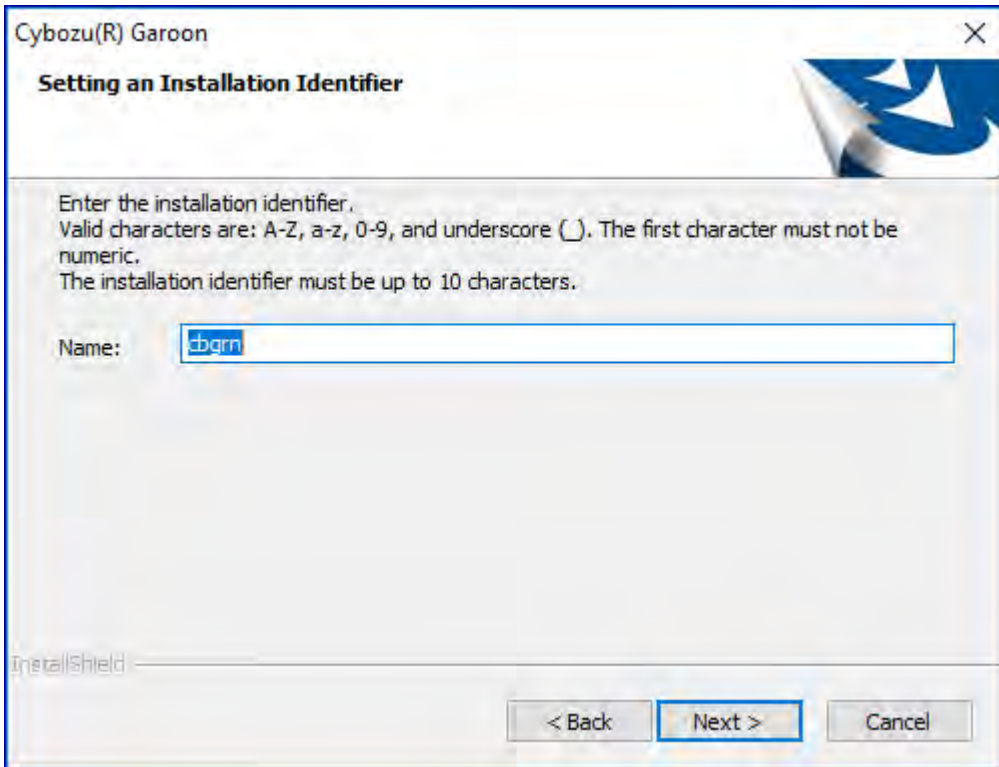 Cybozu(R) Garoon
Setting an Installation Identifier
Enter the installation identifier.
Valid characters are: A-Z, a-z, 0-9, and underscore (_). The first character must not be
numeric.
The installation identifier must be up to 10 characters.
Name:
cbgrn
InstallShield
< Back
Next >
Cancel